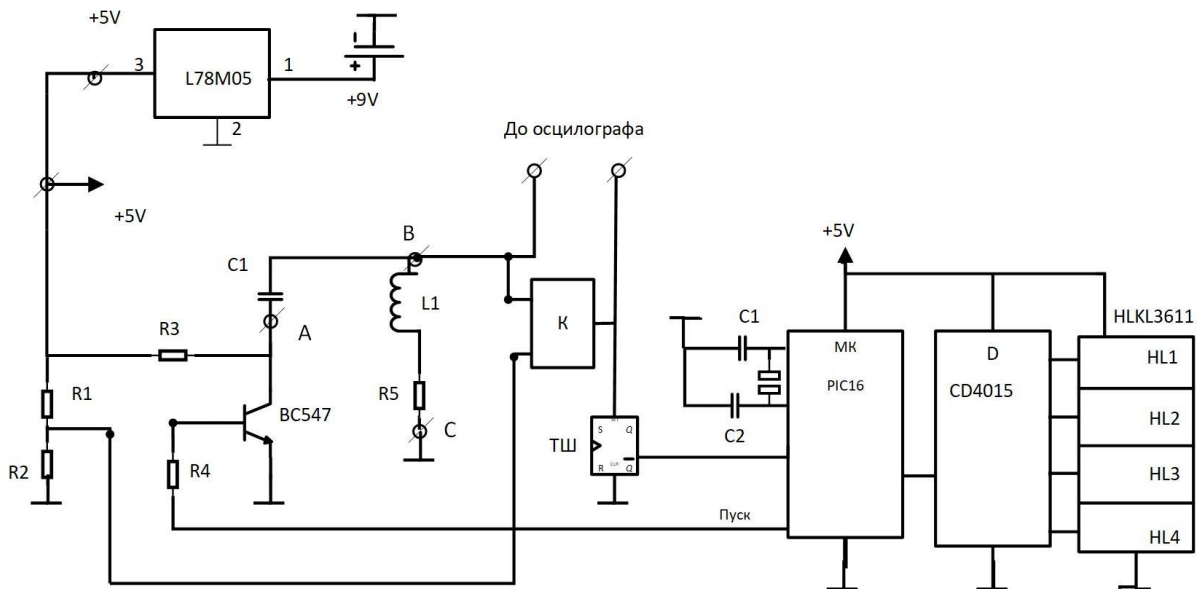 +5V
3
L78M05
1
2
+9V
+5V
До осцилографа
B
C1
L1
A
К
R3
R5
C
R1
BC547
R2
R4
ТШ
S Q
R Q
Пуск
+5V
C1
C2
МК
PIC16
D
CD4015
HLKL3611
HL1
HL2
HL3
HL4